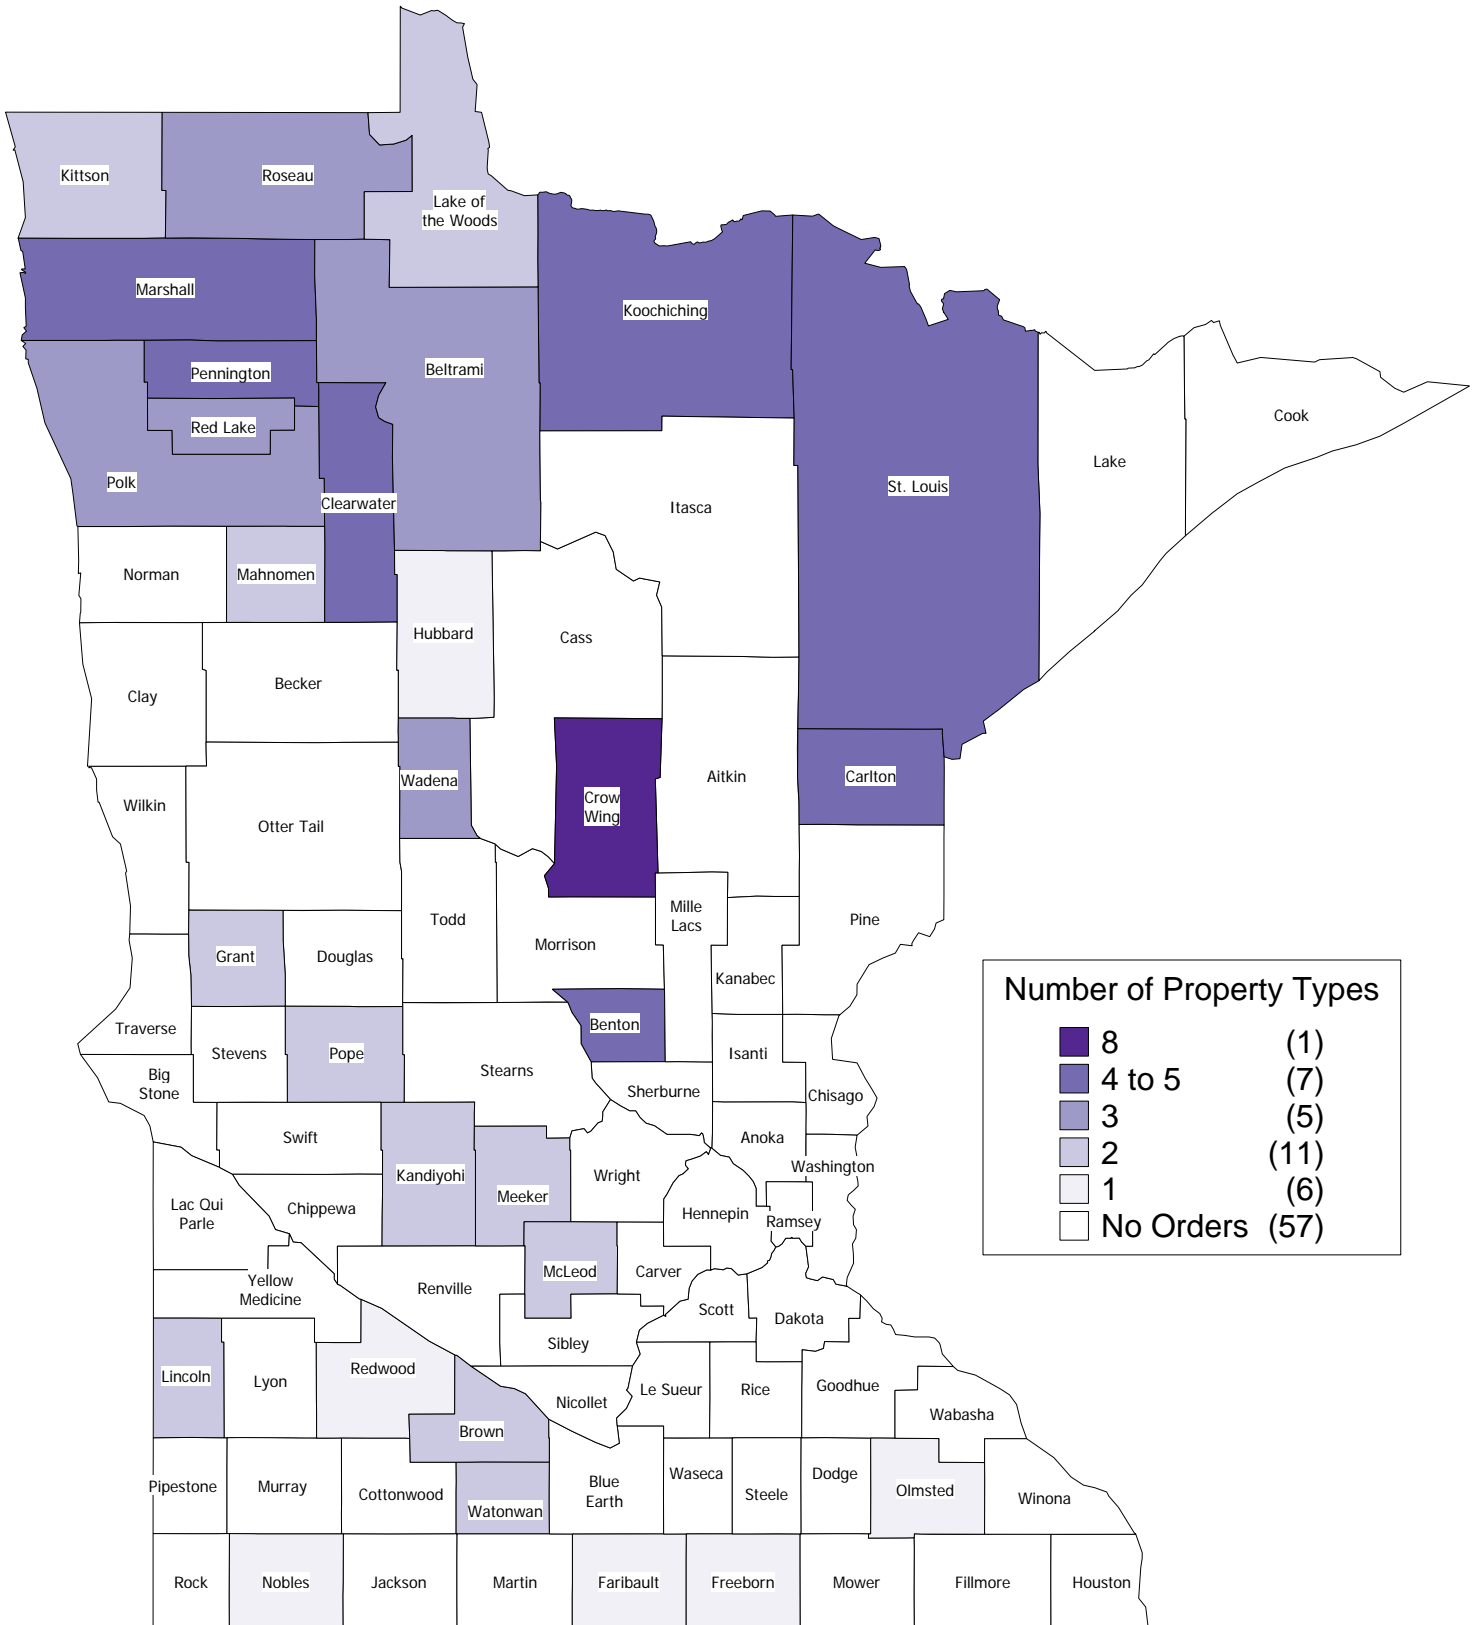 Kittson
Roseau
Lake of
the Woods
Marshall
Koochiching
Pennington
Beltrami
Red Lake
Polk
Clearwater
St. Louis
Lake
Cook
Itasca
Norman
Mahnomen
Hubbard
Cass
Clay
Becker
Wadena
Crow
Wing
Aitkin
Carlton
Wilkin
Otter Tail
Todd
Morrison
Mille
Lacs
Pine
Grant
Douglas
Kanabec
Traverse
Stevens
Pope
Stearns
Benton
Isanti
Big
Stone
Sherburne
Chisago
Swift
Anoka
Kandiyohi
Meeker
Wright
Washington
Lac Qui
Parle
Chippewa
Hennepin
Ramsey
Yellow
Medicine
Renville
McLeod
Carver
Scott
Dakota
Sibley
Lincoln
Lyon
Redwood
Nicollet
Le Sueur
Rice
Goodhue
Wabasha
Brown
Pipestone
Murray
Cottonwood
Watonwan
Blue
Earth
Waseca
Steele
Dodge
Olmsted
Winona
Rock
Nobles
Jackson
Martin
Faribault
Freeborn
Mower
Fillmore
Houston
Number of Property Types
8 (1)
4 to 5 (7)
3 (5)
2 (11)
1 (6)
No Orders (57)